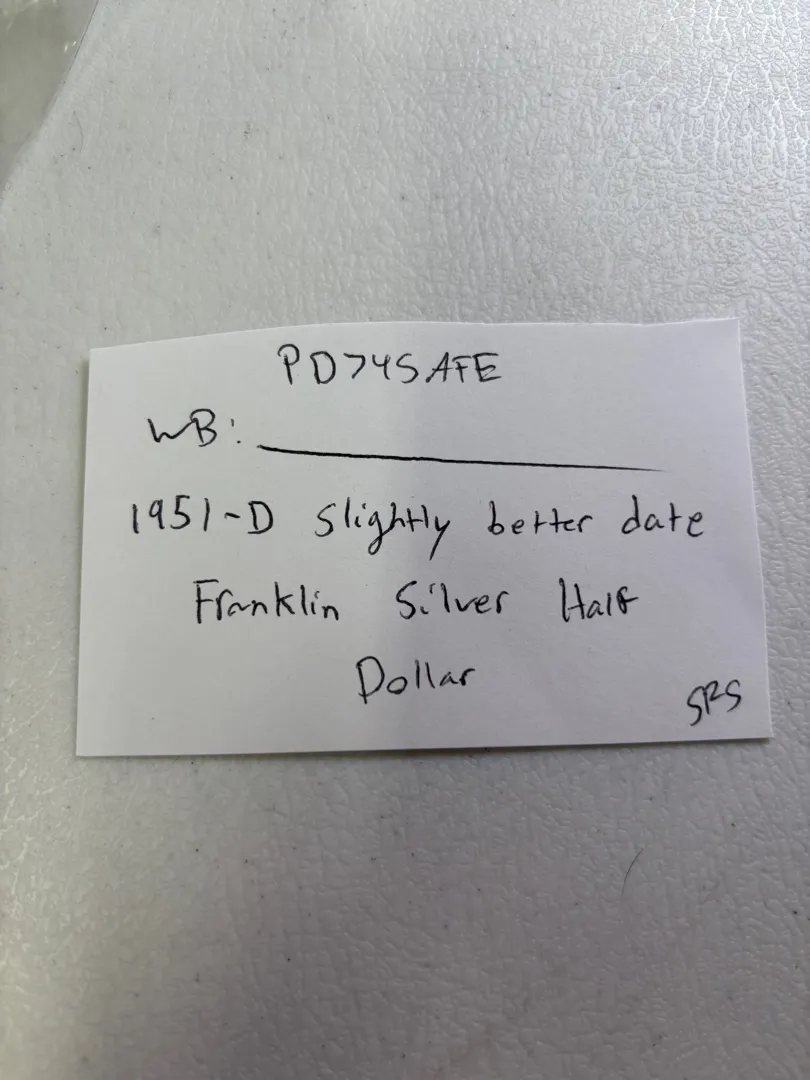 PD74SAFE
WB:
1951-D Slightly better date
Franklin Silver Half
Dollar
SRS